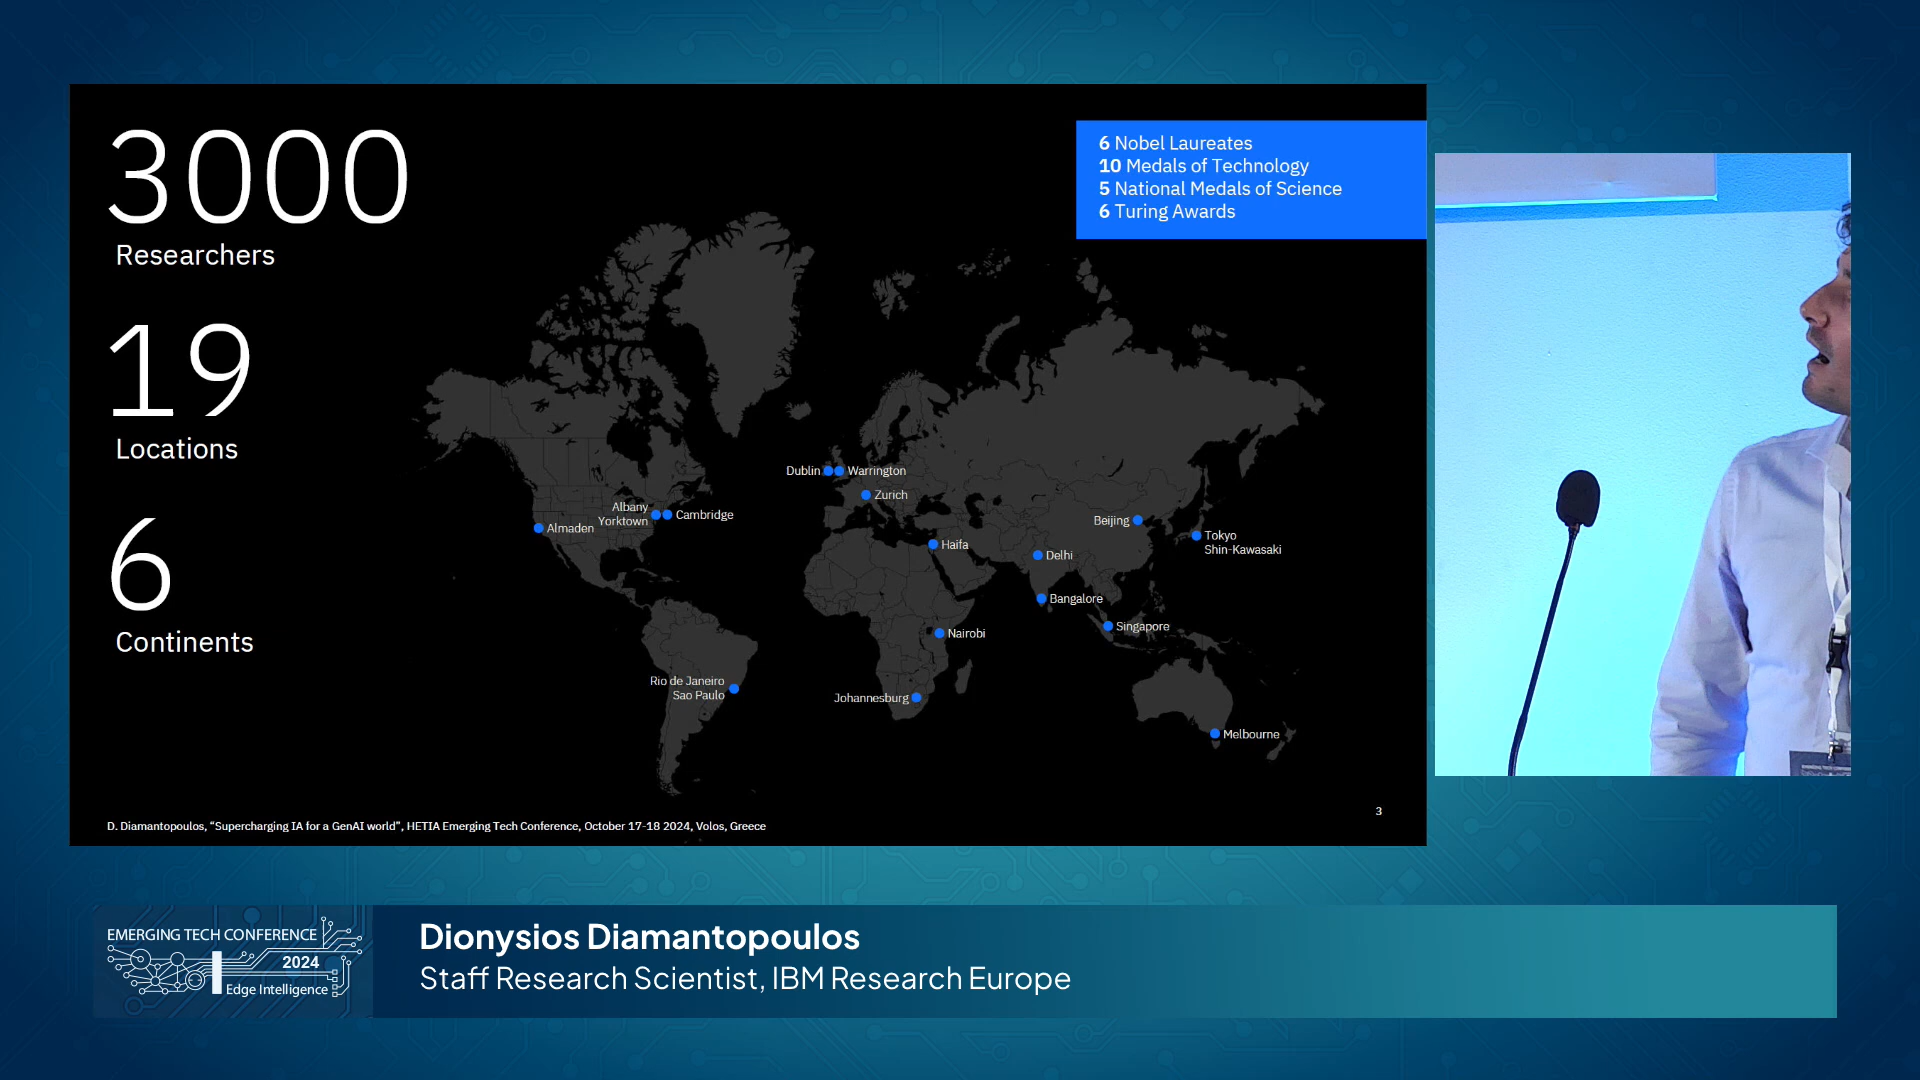 3000
Researchers
19
Locations
6
Continents
6 Nobel Laureates
10 Medals of Technology
5 National Medals of Science
6 Turing Awards
Dublin
Warrington
Zurich
Albany
Yorktown
Cambridge
Almaden
Beijing
Tokyo
Shin-Kawasaki
Haifa
Delhi
Bangalore
Singapore
Nairobi
Rio de Janeiro
Sao Paulo
Johannesburg
Melbourne
3
D. Diamantopoulos, “Supercharging IA for a GenAI world”, HETIA Emerging Tech Conference, October 17-18 2024, Volos, Greece
EMERGING TECH CONFERENCE
2024
Edge Intelligence
Dionysios Diamantopoulos
Staff Research Scientist, IBM Research Europe